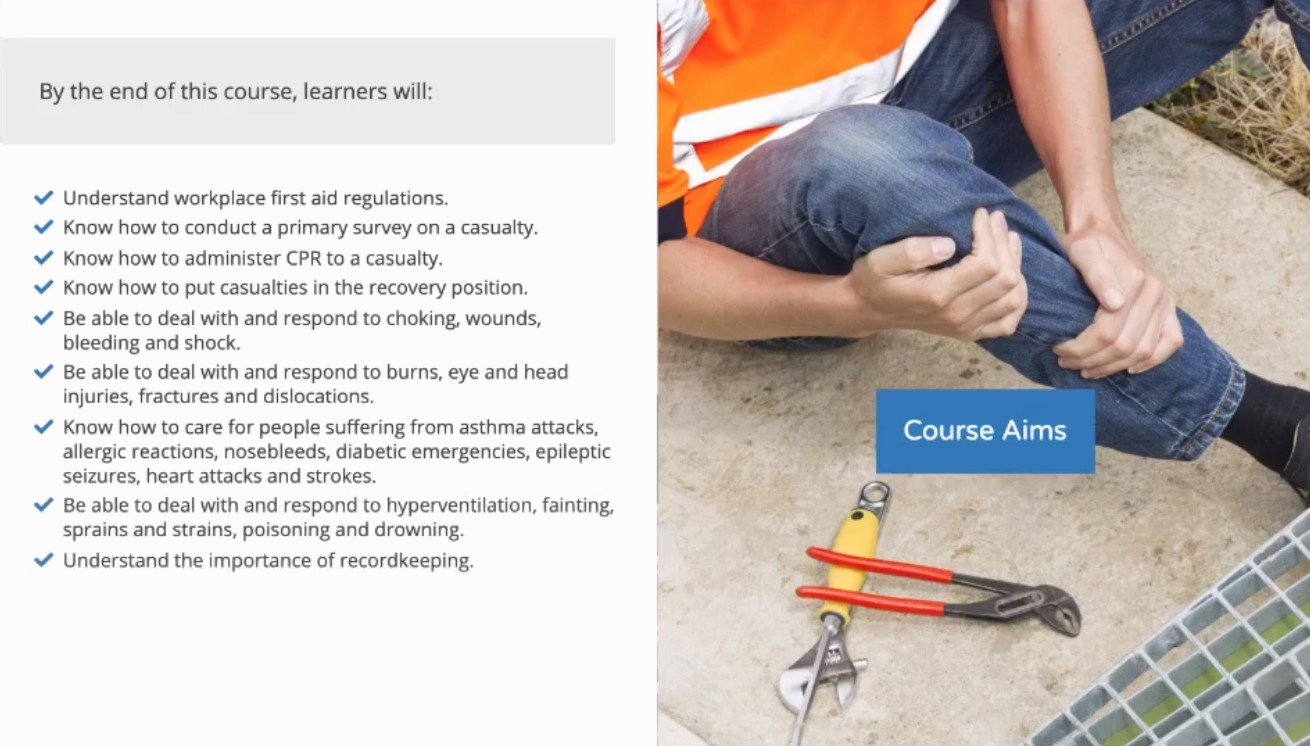 By the end of this course, learners will:
Understand workplace first aid regulations.
Know how to conduct a primary survey on a casualty.
Know how to administer CPR to a casualty.
Know how to put casualties in the recovery position.
Be able to deal with and respond to choking, wounds,
bleeding and shock.
Be able to deal with and respond to burns, eye and head
injuries, fractures and dislocations.
Know how to care for people suffering from asthma attacks,
allergic reactions, nosebleeds, diabetic emergencies, epileptic
seizures, heart attacks and strokes.
Be able to deal with and respond to hyperventilation, fainting,
sprains and strains, poisoning and drowning.
Understand the importance of recordkeeping.
Course Aims